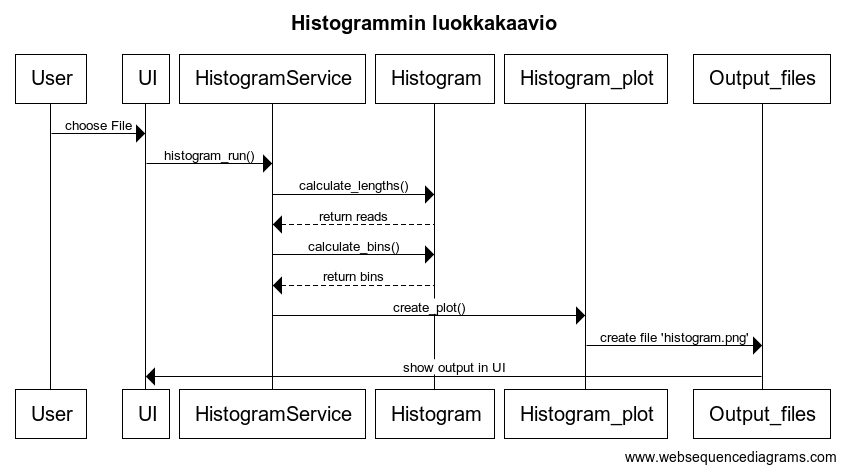 Histogrammin luokkakaavio
User UI HistogramService Histogram Histogram_plot Output_files
choose File
histogram_run()
calculate_lengths()
return reads
calculate_bins()
return bins
create_plot()
create file 'histogram.png'
show output in UI
User UI HistogramService Histogram Histogram_plot Output_files
www.websequencediagrams.com